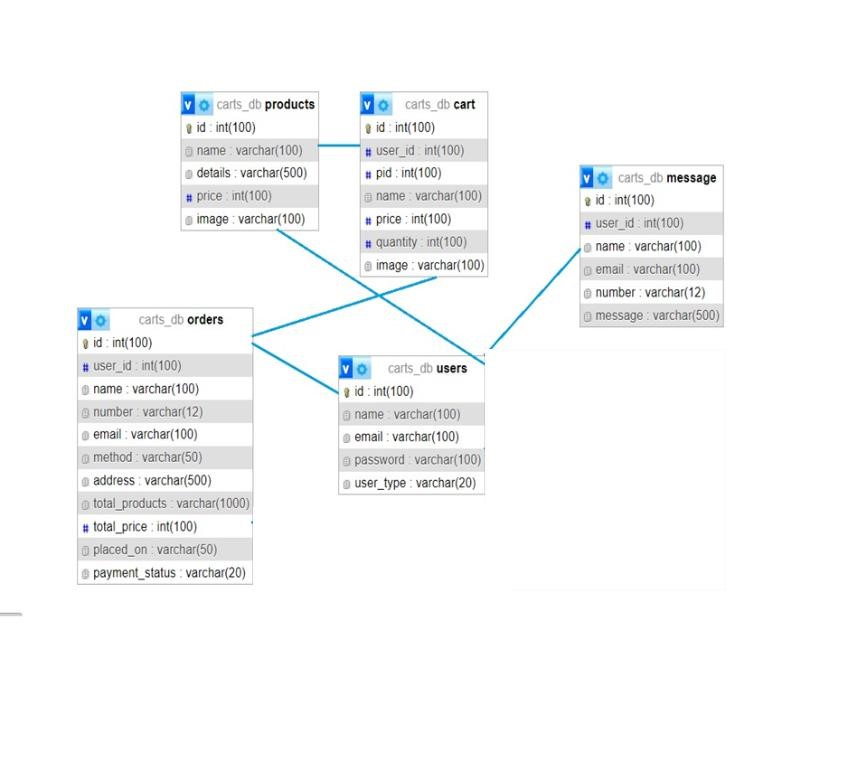 v carts_db products
id : int(100)
name : varchar(100)
details : varchar(500)
# price : int(100)
image : varchar(100)
v carts_db cart
id : int(100)
# user_id : int(100)
# pid : int(100)
name : varchar(100)
# price : int(100)
# quantity : int(100)
image : varchar(100)
v carts_db message
id : int(100)
# user_id : int(100)
name : varchar(100)
email : varchar(100)
number : varchar(12)
message : varchar(500)
v carts_db orders
id : int(100)
# user_id : int(100)
name : varchar(100)
number : varchar(12)
email : varchar(100)
method : varchar(50)
address : varchar(500)
total_products : varchar(1000)
# total_price : int(100)
placed_on : varchar(50)
payment_status : varchar(20)
v carts_db users
id : int(100)
name : varchar(100)
email : varchar(100)
password : varchar(100)
user_type : varchar(20)